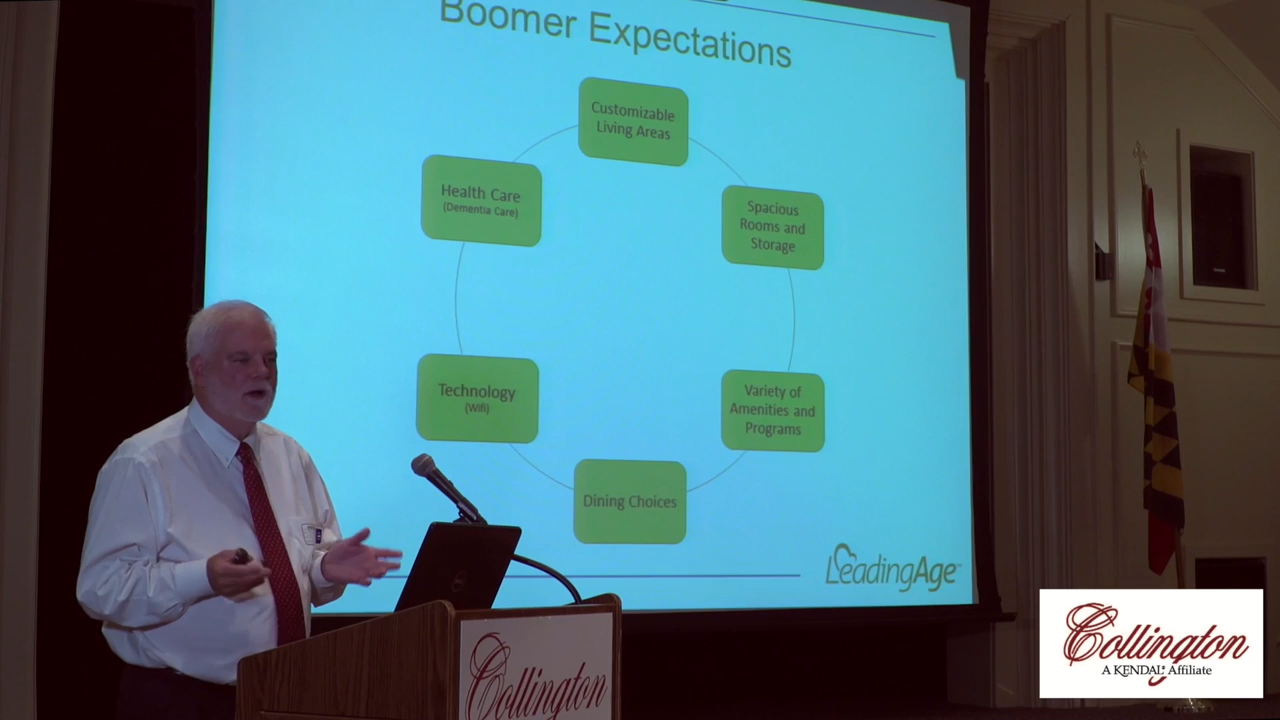 Boomer Expectations
Customizable
Living Areas
Spacious
Rooms and
Storage
Variety of
Amenities and
Programs
Dining Choices
Technology
(Wifi)
Health Care
(Dementia Care)
LeadingAge™
Collington
Collington
A KENDAL® Affiliate